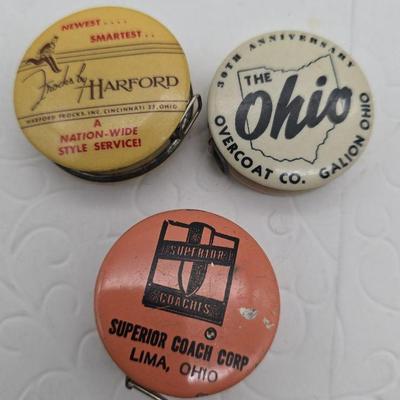 NEWEST....
SMARTEST..
Frocks by HARFORD
HARFORD FROCKS, INC. CINCINNATI 27, OHIO
A
NATION-WIDE
STYLE SERVICE!
30TH ANNIVERSARY
THE
Ohio
OVERCOAT CO. GALION OHIO
SUPERIOR
COACHES
SUPERIOR COACH CORP
LIMA, OHIO